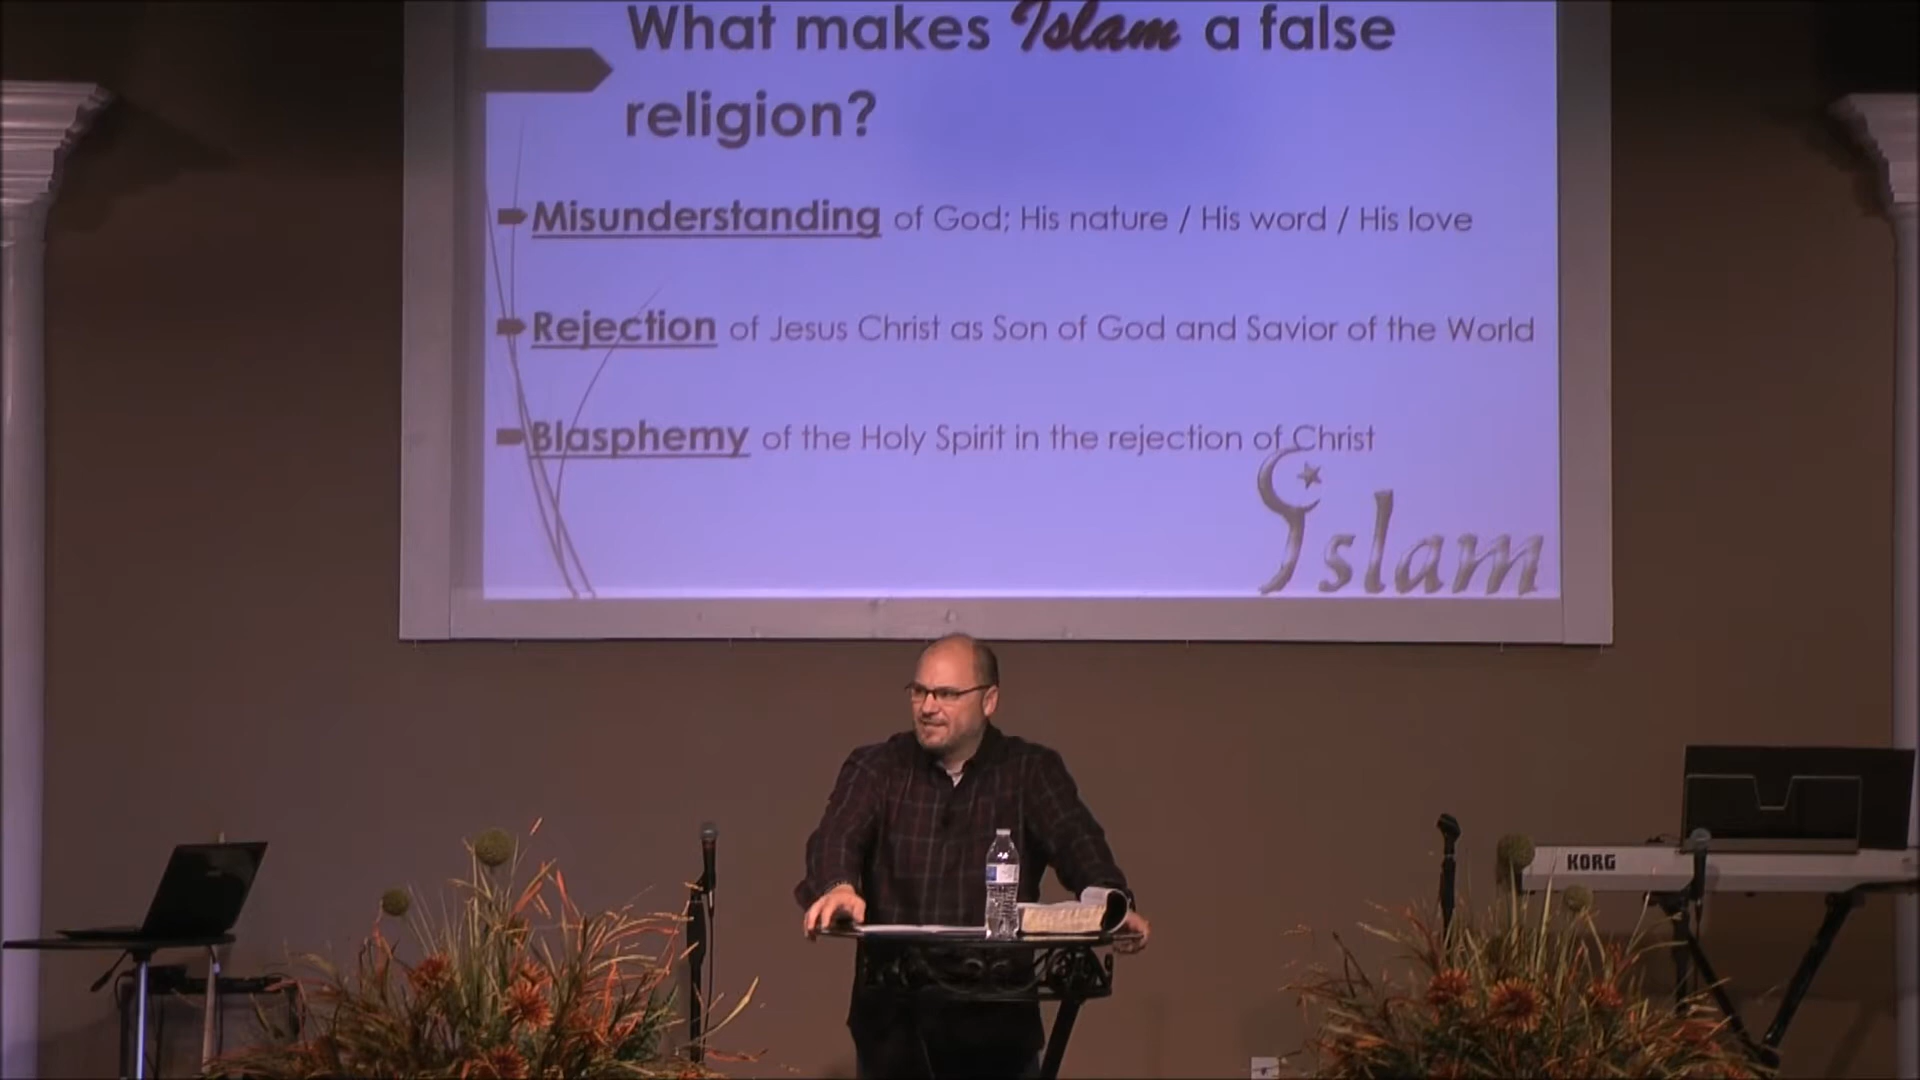 What makes Islam a false
religion?
Misunderstanding of God; His nature / His word / His love
Rejection of Jesus Christ as Son of God and Savior of the World
Blasphemy of the Holy Spirit in the rejection of Christ
Islam
KORG